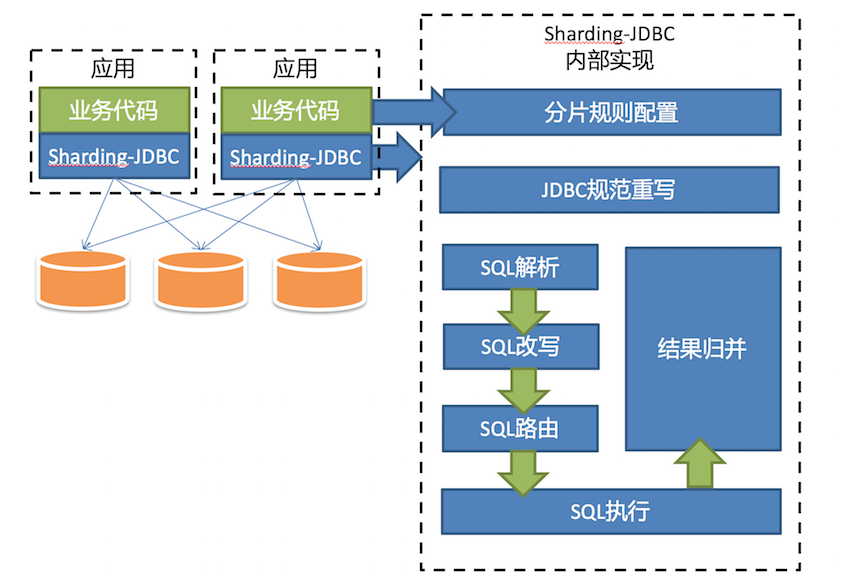 应用
业务代码
Sharding-JDBC
应用
业务代码
Sharding-JDBC
Sharding-JDBC
内部实现
分片规则配置
JDBC规范重写
SQL解析
SQL改写
SQL路由
结果归并
SQL执行